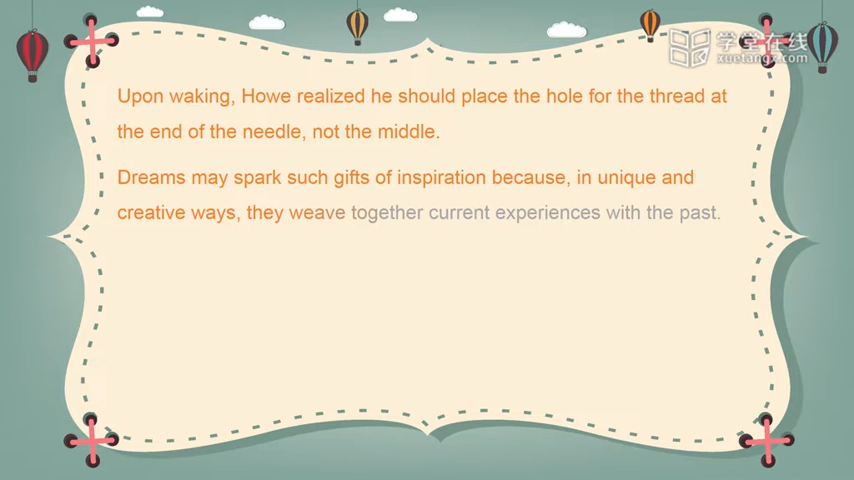 学堂在线
xuetangx.com
Upon waking, Howe realized he should place the hole for the thread at
the end of the needle, not the middle.
Dreams may spark such gifts of inspiration because, in unique and
creative ways, they weave together current experiences with the past.